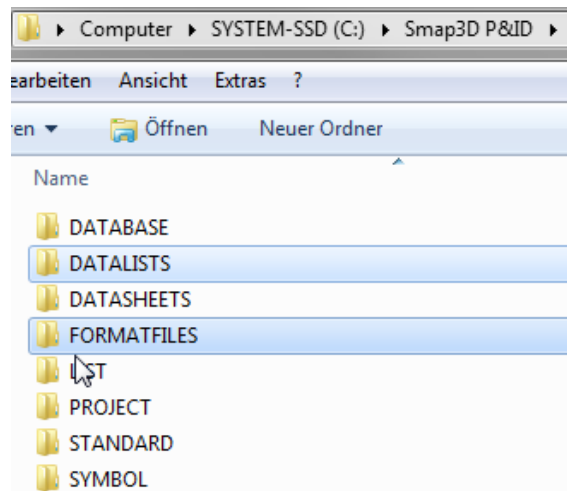 Computer SYSTEM-SSD (C:) Smap3D P&ID
earbeiten Ansicht Extras ?
ren Öffnen Neuer Ordner
Name
DATABASE
DATALISTS
DATASHEETS
FORMATFILES
LIST
PROJECT
STANDARD
SYMBOL